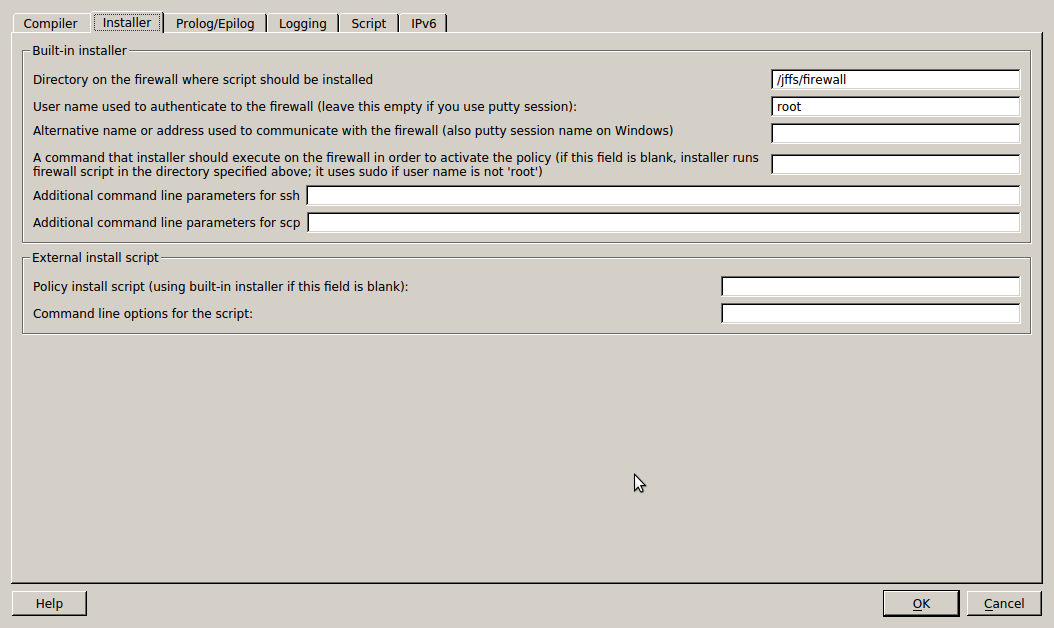 Compiler Installer Prolog/Epilog Logging Script IPv6
Built-in installer
Directory on the firewall where script should be installed /jffs/firewall
User name used to authenticate to the firewall (leave this empty if you use putty session): root
Alternative name or address used to communicate with the firewall (also putty session name on Windows)
A command that installer should execute on the firewall in order to activate the policy (if this field is blank, installer runs
firewall script in the directory specified above; it uses sudo if user name is not 'root')
Additional command line parameters for ssh
Additional command line parameters for scp
External install script
Policy install script (using built-in installer if this field is blank):
Command line options for the script:
Help OK Cancel